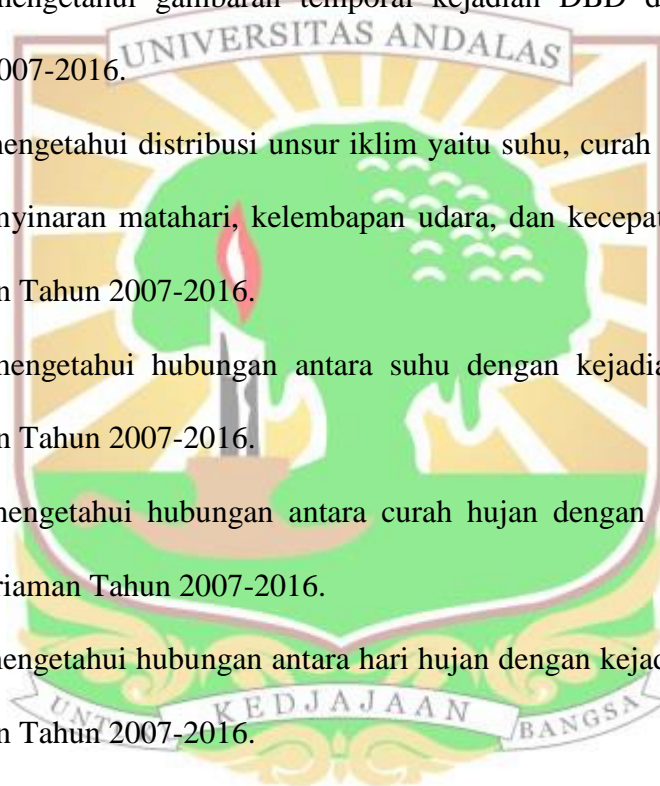 mengetahui gambaran temporal kejadian DBD d
UNIVERSITAS ANDALAS
2007-2016.
mengetahui distribusi unsur iklim yaitu suhu, curah
nyinaran matahari, kelembapan udara, dan kecepat
n Tahun 2007-2016.
mengetahui hubungan antara suhu dengan kejadia
n Tahun 2007-2016.
mengetahui hubungan antara curah hujan dengan
riaman Tahun 2007-2016.
mengetahui hubungan antara hari hujan dengan kejad
UNT KEDJAJAAN BANGSA
n Tahun 2007-2016.